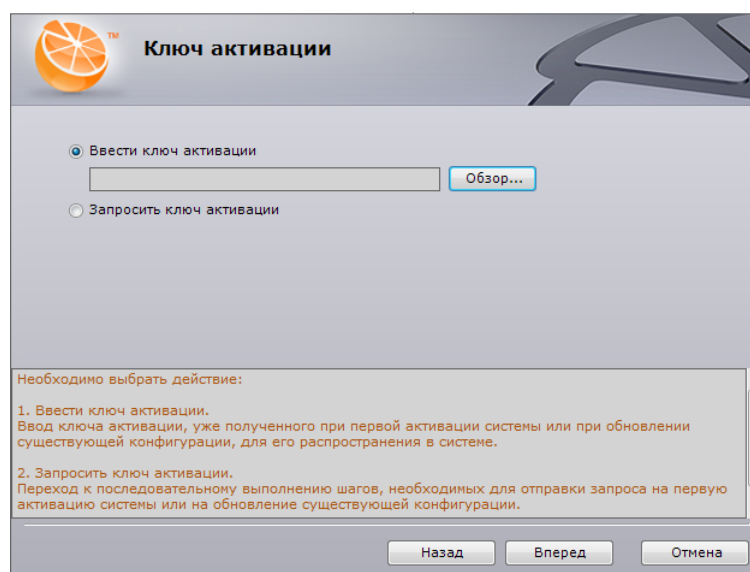 TM
Ключ активации
Ввести ключ активации
Обзор...
Запросить ключ активации
Необходимо выбрать действие:
1. Ввести ключ активации.
Ввод ключа активации, уже полученного при первой активации системы или при обновлении
существующей конфигурации, для его распространения в системе.
2. Запросить ключ активации.
Переход к последовательному выполнению шагов, необходимых для отправки запроса на первую
активацию системы или на обновление существующей конфигурации.
Назад
Вперед
Отмена